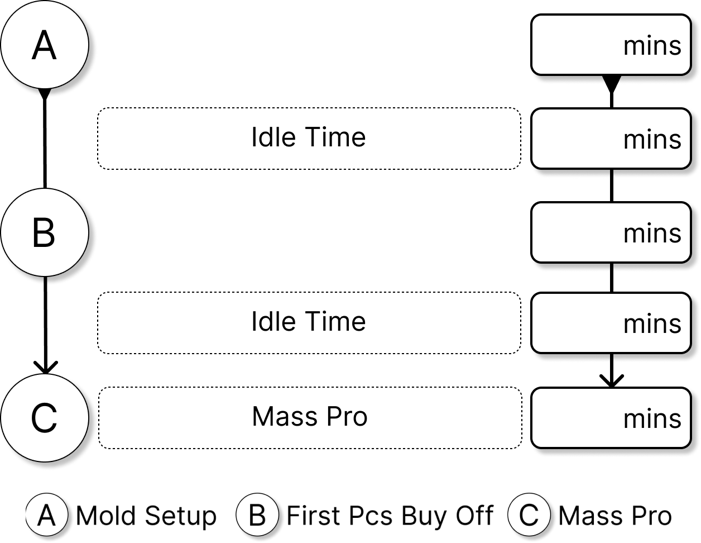 A
mins
Idle Time
mins
B
mins
Idle Time
mins
C
Mass Pro
mins
A Mold Setup B First Pcs Buy Off C Mass Pro